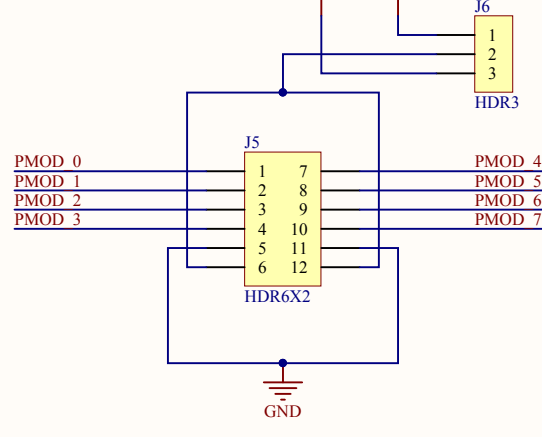 J6
1
2
3
HDR3
J5
PMOD_0 1 7 PMOD_4
PMOD_1 2 8 PMOD_5
PMOD_2 3 9 PMOD_6
PMOD_3 4 10 PMOD_7
5 11
6 12
HDR6X2
GND